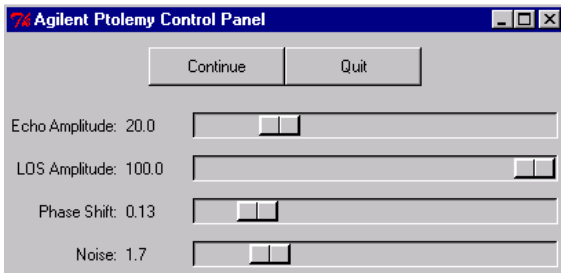 Agilent Ptolemy Control Panel
Continue Quit
Echo Amplitude: 20.0
LOS Amplitude: 100.0
Phase Shift: 0.13
Noise: 1.7